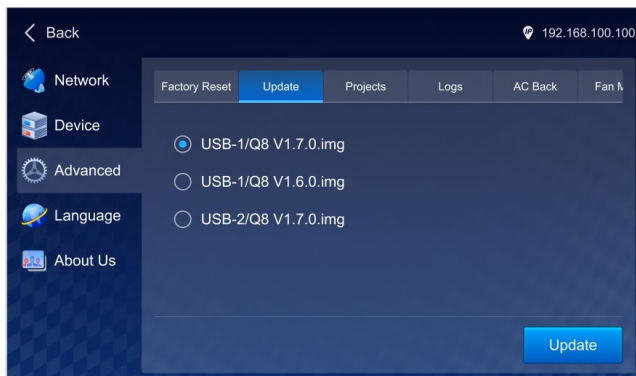 Back
192.168.100.100
Network
Device
Advanced
Language
About Us
Factory Reset
Update
Projects
Logs
AC Back
Fan
USB-1/Q8 V1.7.0.img
USB-1/Q8 V1.6.0.img
USB-2/Q8 V1.7.0.img
Update